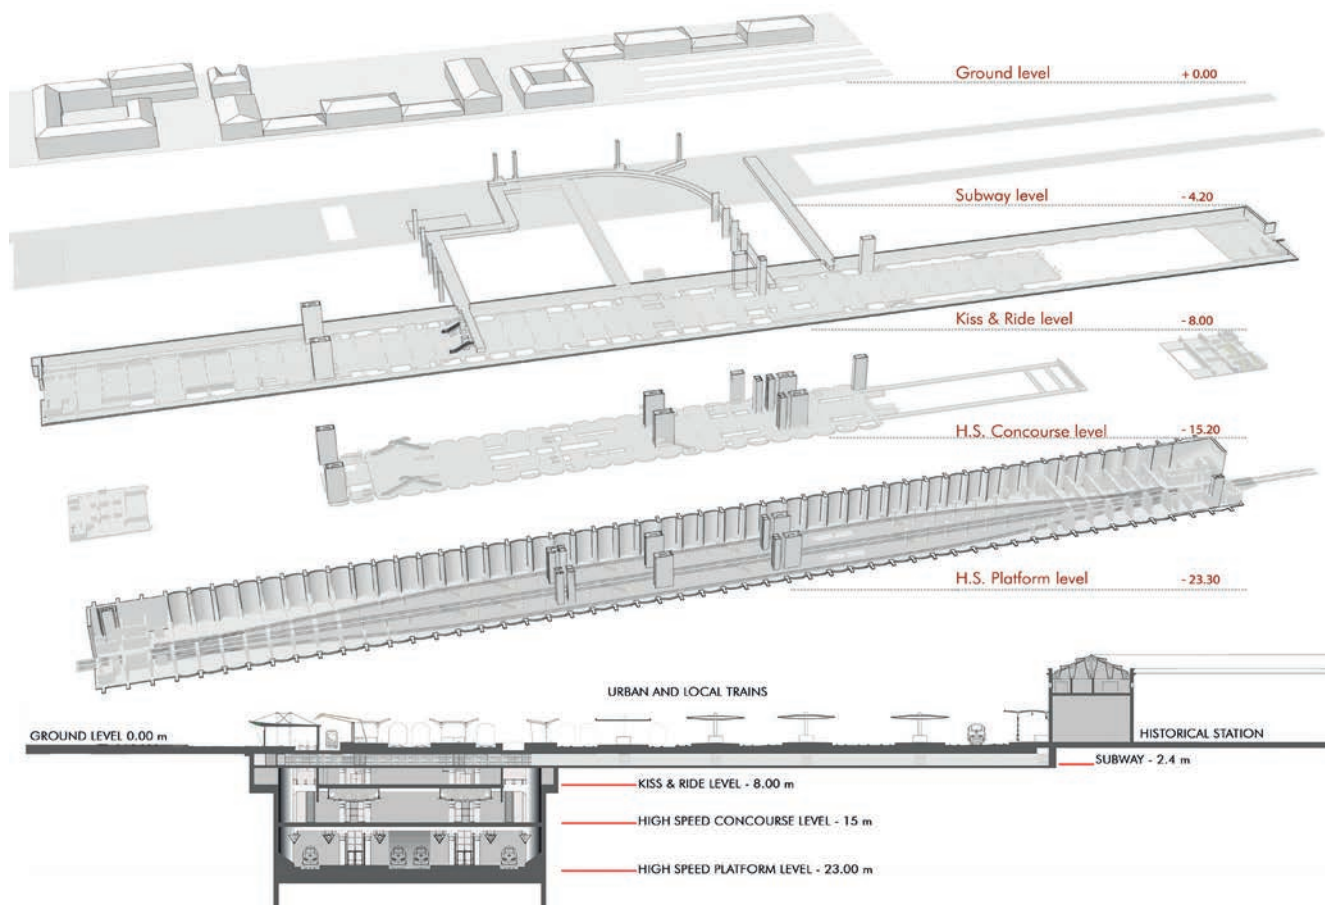 Ground level + 0.00
Subway level - 4.20
Kiss & Ride level - 8.00
H.S. Concourse level - 15.20
H.S. Platform level - 23.30
URBAN AND LOCAL TRAINS
GROUND LEVEL 0.00 m
HISTORICAL STATION
SUBWAY - 2.4 m
KISS & RIDE LEVEL - 8.00 m
HIGH SPEED CONCOURSE LEVEL - 15 m
HIGH SPEED PLATFORM LEVEL - 23.00 m